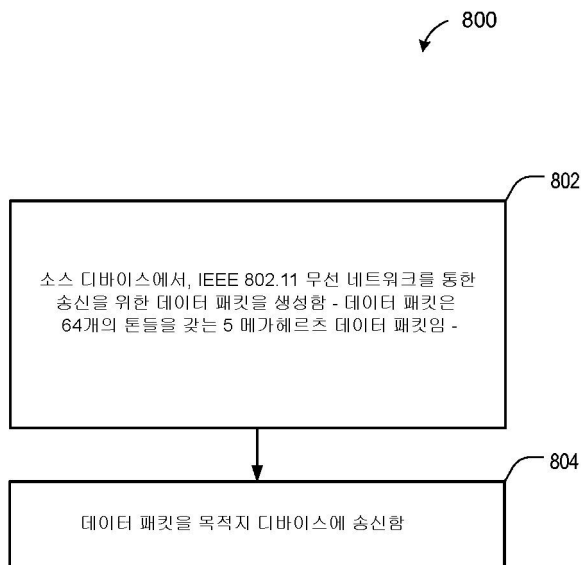 800
802
소스 디바이스에서, IEEE 802.11 무선 네트워크를 통한
송신을 위한 데이터 패킷을 생성함 - 데이터 패킷은
64개의 톤들을 갖는 5 메가헤르츠 데이터 패킷임 -
804
데이터 패킷을 목적지 디바이스에 송신함